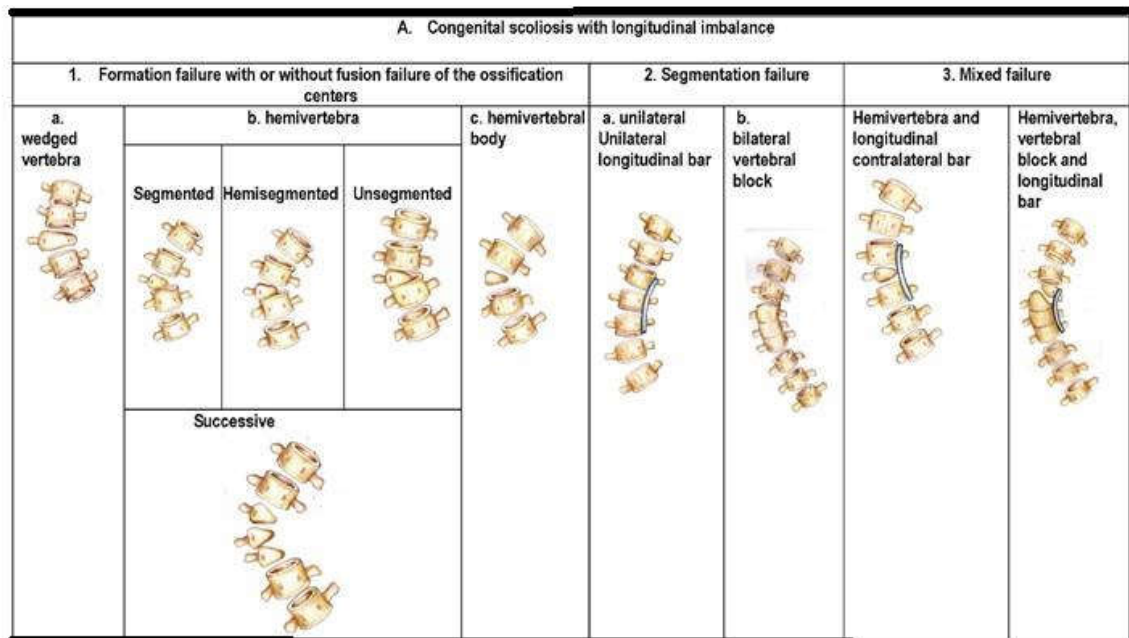 A. Congenital scoliosis with longitudinal imbalance
1. Formation failure with or without fusion failure of the ossification
centers
2. Segmentation failure
3. Mixed failure
a.
wedged
vertebra
b. hemivertebra
Segmented
Hemisegmented
Unsegmented
Successive
c. hemivertebral
body
a. unilateral
Unilateral
longitudinal bar
b.
bilateral
vertebral
block
Hemivertebra and
longitudinal
contralateral bar
Hemivertebra,
vertebral
block and
longitudinal
bar